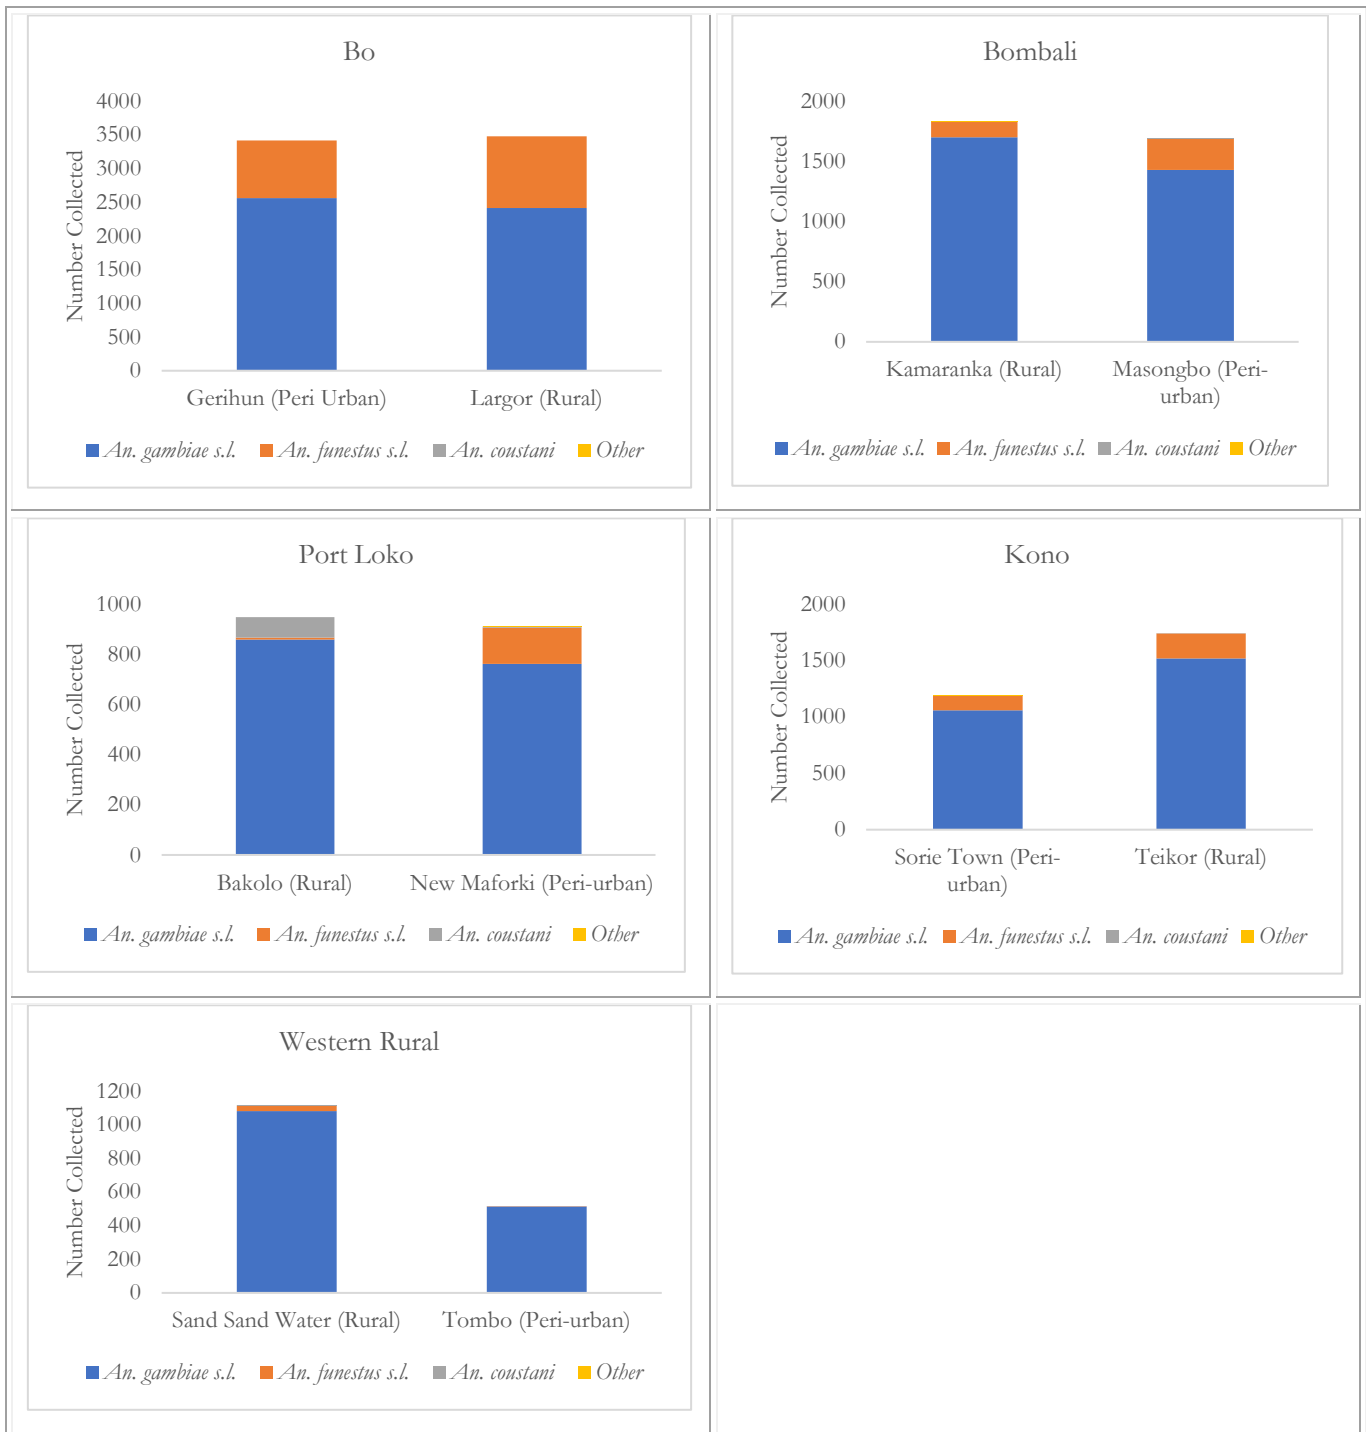 Bo
Number Collected
4000
3500
3000
2500
2000
1500
1000
500
0
Gerihun (Peri Urban)
Largor (Rural)
An. gambiae s.l.
An. funestus s.l.
An. coustani
Other
Bombali
Number Collected
2000
1500
1000
500
0
Kamaranka (Rural)
Masongbo (Peri-
urban)
An. gambiae s.l.
An. funestus s.l.
An. coustani
Other
Port Loko
Number Collected
1000
800
600
400
200
0
Bakolo (Rural)
New Maforki (Peri-urban)
An. gambiae s.l.
An. funestus s.l.
An. coustani
Other
Kono
Number Collected
2000
1500
1000
500
0
Sorie Town (Peri-
urban)
Teikor (Rural)
An. gambiae s.l.
An. funestus s.l.
An. coustani
Other
Western Rural
Number Collected
1200
1000
800
600
400
200
0
Sand Sand Water (Rural)
Tombo (Peri-urban)
An. gambiae s.l.
An. funestus s.l.
An. coustani
Other